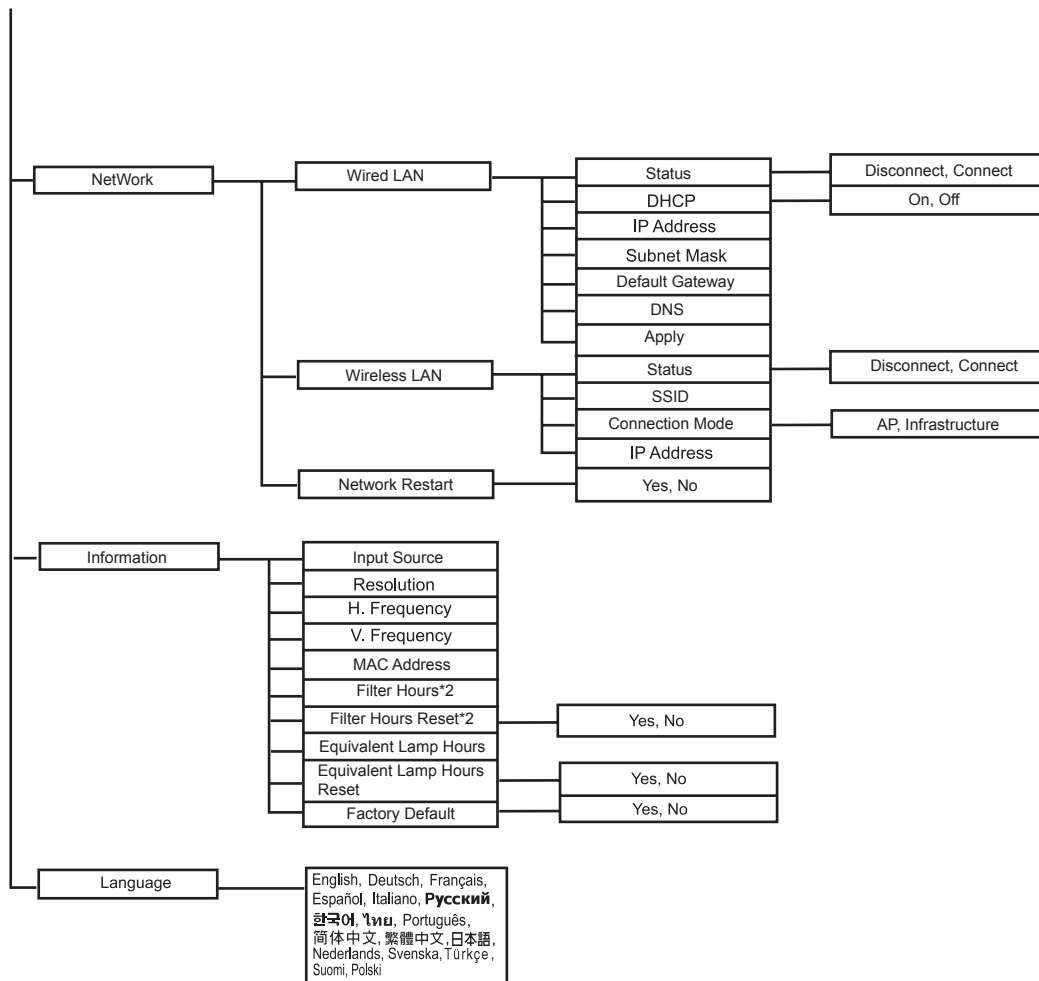 NetWork
Wired LAN
Status
Disconnect, Connect
DHCP
On, Off
IP Address
Subnet Mask
Default Gateway
DNS
Apply
Wireless LAN
Status
Disconnect, Connect
SSID
Connection Mode
AP, Infrastructure
IP Address
Network Restart
Yes, No
Information
Input Source
Resolution
H. Frequency
V. Frequency
MAC Address
Filter Hours*2
Filter Hours Reset*2
Yes, No
Equivalent Lamp Hours
Equivalent Lamp Hours
Reset
Yes, No
Factory Default
Yes, No
Language
English, Deutsch, Français,
Español, Italiano, Русский,
한국어, ไทย, Português,
简体中文, 繁體中文, 日本語,
Nederlands, Svenska, Türkçe,
Suomi, Polski